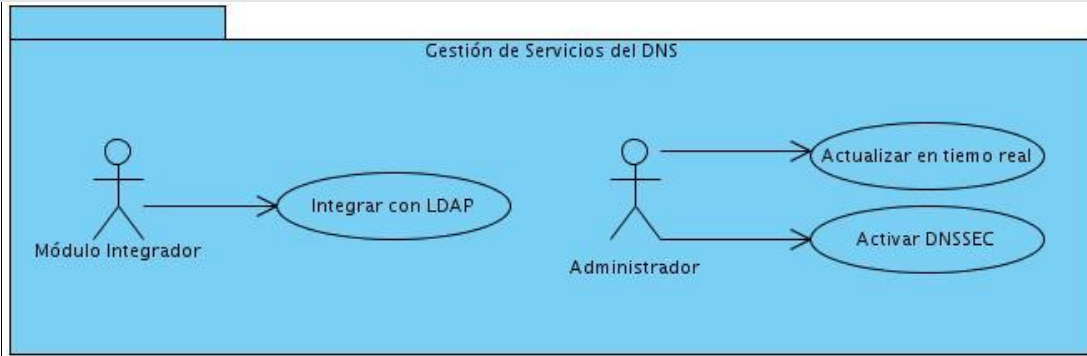 Gestión de Servicios del DNS
Actualizar en tiemo real
Integrar con LDAP
Activar DNSSEC
Módulo Integrador
Administrador